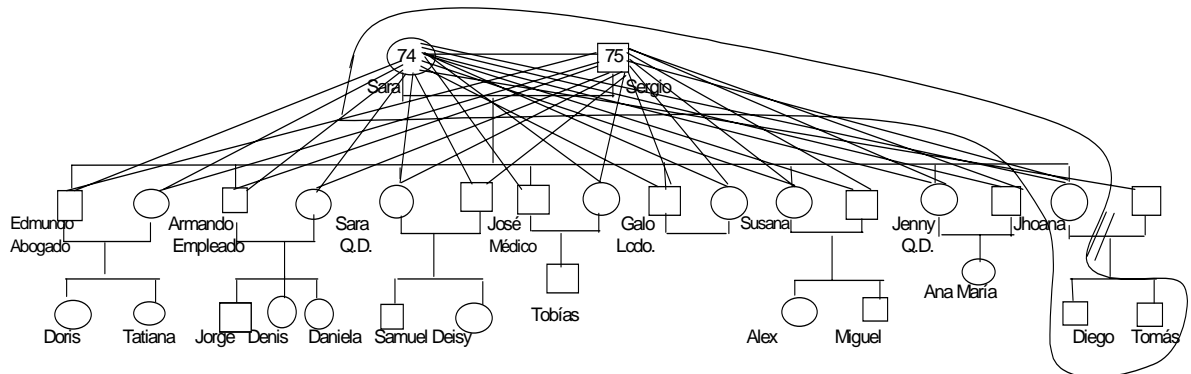 74 75
Sara Sergio
Edmundo Armando Sara José Galo Susana Jenny Jhoana
Abogado Empleado Q.D. Médico Lcdo. Q.D.
Ana María
Tobías
Doris Tatiana Jorge Denis Daniela Samuel Deisy Alex Miguel Diego Tomás